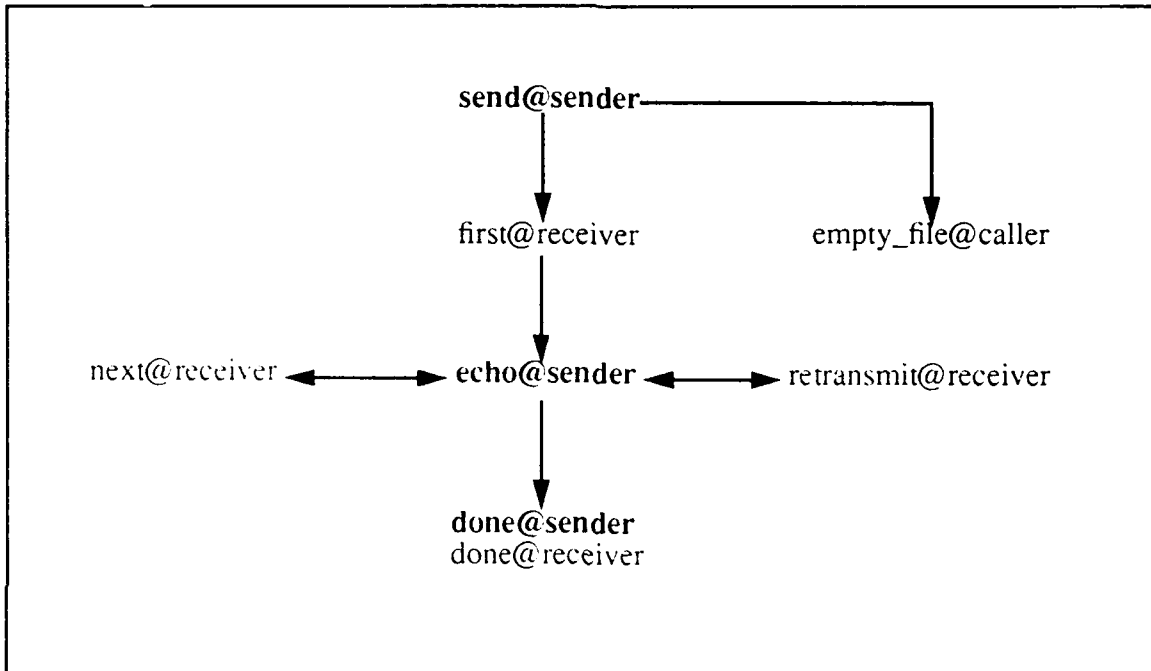 send@sender
first@receiver
empty_file@caller
next@receiver
echo@sender
retransmit@receiver
done@sender
done@receiver